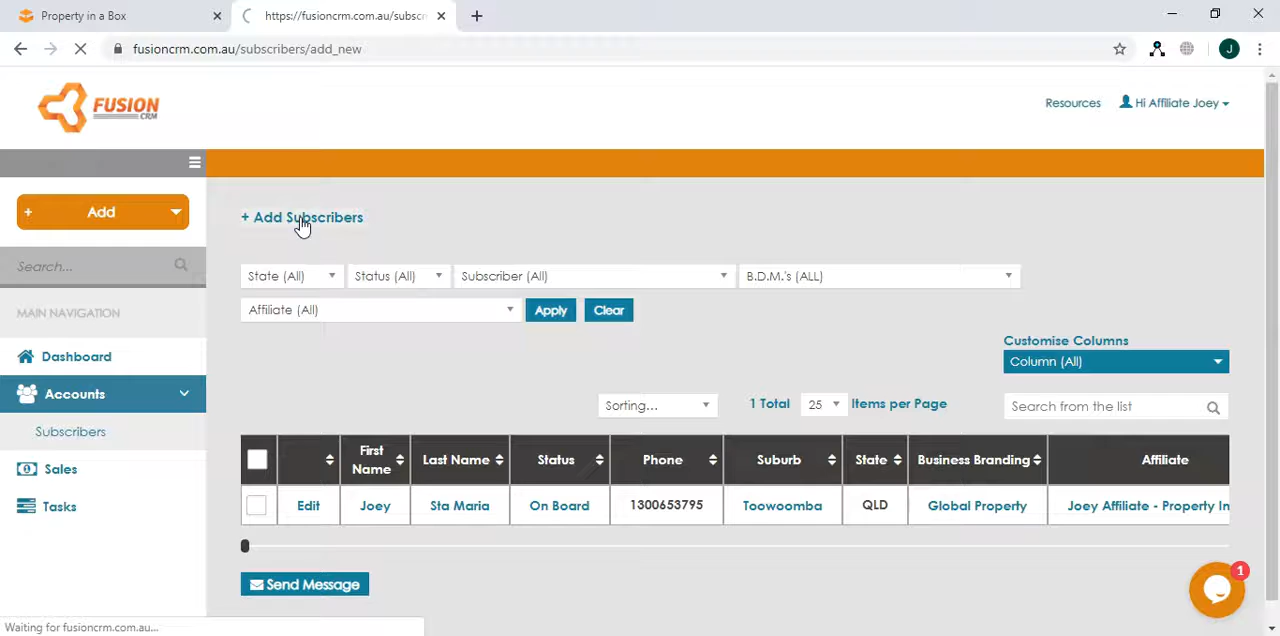 Property in a Box
https://fusioncrm.com.au/subscr
fusioncrm.com.au/subscribers/add_new
J
FUSION
CRM
Resources
Hi Affiliate Joey
+ Add
Search...
MAIN NAVIGATION
Dashboard
Accounts
Subscribers
Sales
Tasks
+ Add Subscribers
State (All)
Status (All)
Subscriber (All)
B.D.M.'s (ALL)
Affiliate (All)
Apply
Clear
Customise Columns
Column (All)
Sorting...
1 Total
25
Items per Page
Search from the list
First Name
Last Name
Status
Phone
Suburb
State
Business Branding
Affiliate
Edit
Joey
Sta Maria
On Board
1300653795
Toowoomba
QLD
Global Property
Joey Affiliate - Property In
Send Message
1
Waiting for fusioncrm.com.au...